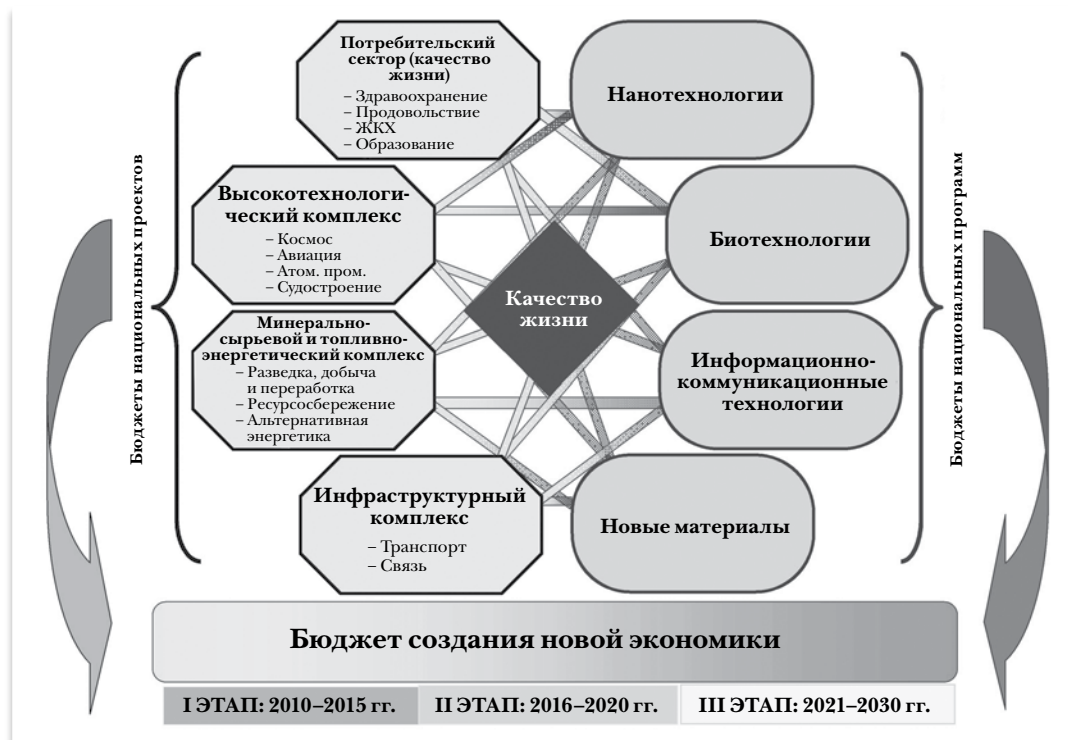 Потребительский
сектор (качество
жизни)
– Здравоохранение
– Продовольствие
– ЖКХ
– Образование
Нанотехнологии
Высокотехнологи-
ческий комплекс
– Космос
– Авиация
– Атом. пром.
– Судостроение
Биотехнологии
Бюджеты национальных проектов
Качество
жизни
Бюджеты национальных программ
Минерально-
сырьевой и топливно-
энергетический комплекс
– Разведка, добыча
и переработка
– Ресурсосбережение
– Альтернативная
энергетика
Информационно-
коммуникационные
технологии
Инфраструктурный
комплекс
– Транспорт
– Связь
Новые материалы
Бюджет создания новой экономики
I ЭТАП: 2010–2015 гг.
II ЭТАП: 2016–2020 гг.
III ЭТАП: 2021–2030 гг.